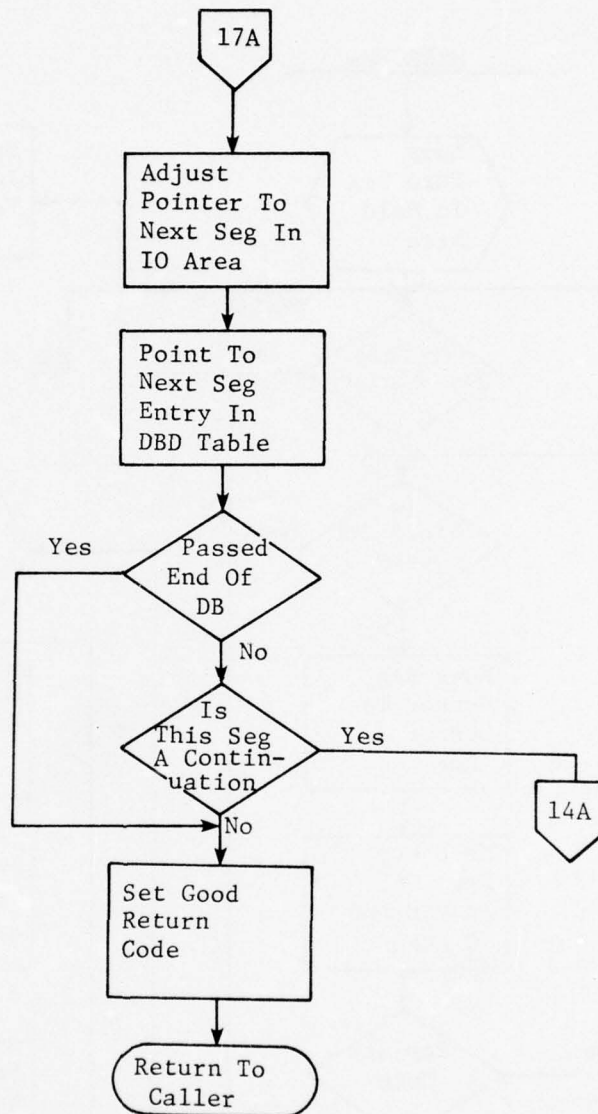 17A
Adjust
Pointer To
Next Seg In
IO Area
Point To
Next Seg
Entry In
DBD Table
Yes
Passed
End Of
DB
No
Is
This Seg
A Contin-
uation
Yes
14A
No
Set Good
Return
Code
Return To
Caller